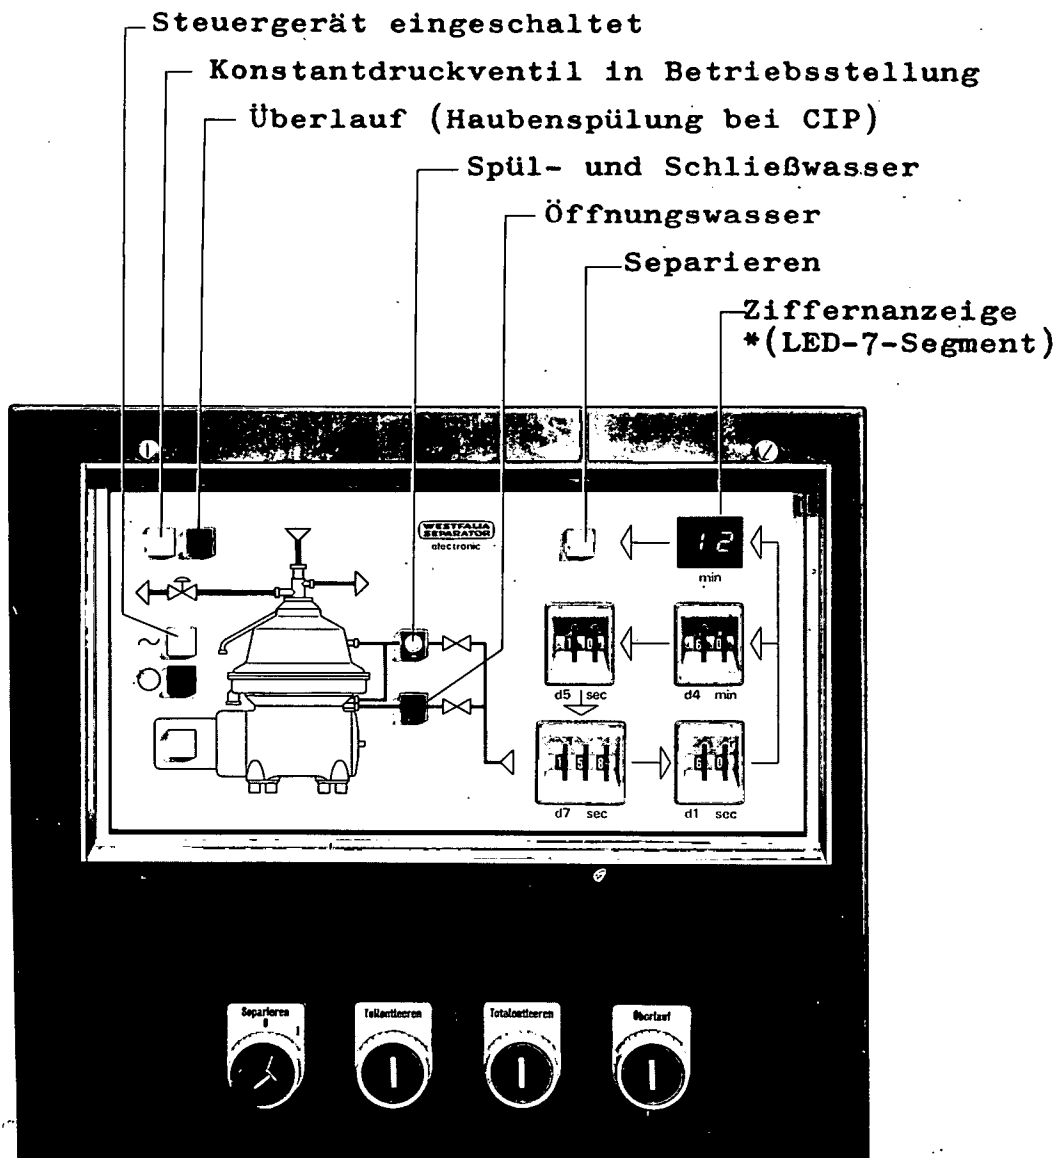 Steuergerät eingeschaltet
Konstantdruckventil in Betriebsstellung
Überlauf (Haubenspülung bei CIP)
Spül- und Schließwasser
Öffnungswasser
Separieren
Ziffernanzeige
*(LED-7-Segment)
WESTFALIA
SEPARATOR
electronic
12
min
d5 sec
d4 min
d7 sec
d1 sec
Separieren
0
Teilentleeren
Totalentleeren
Überlauf